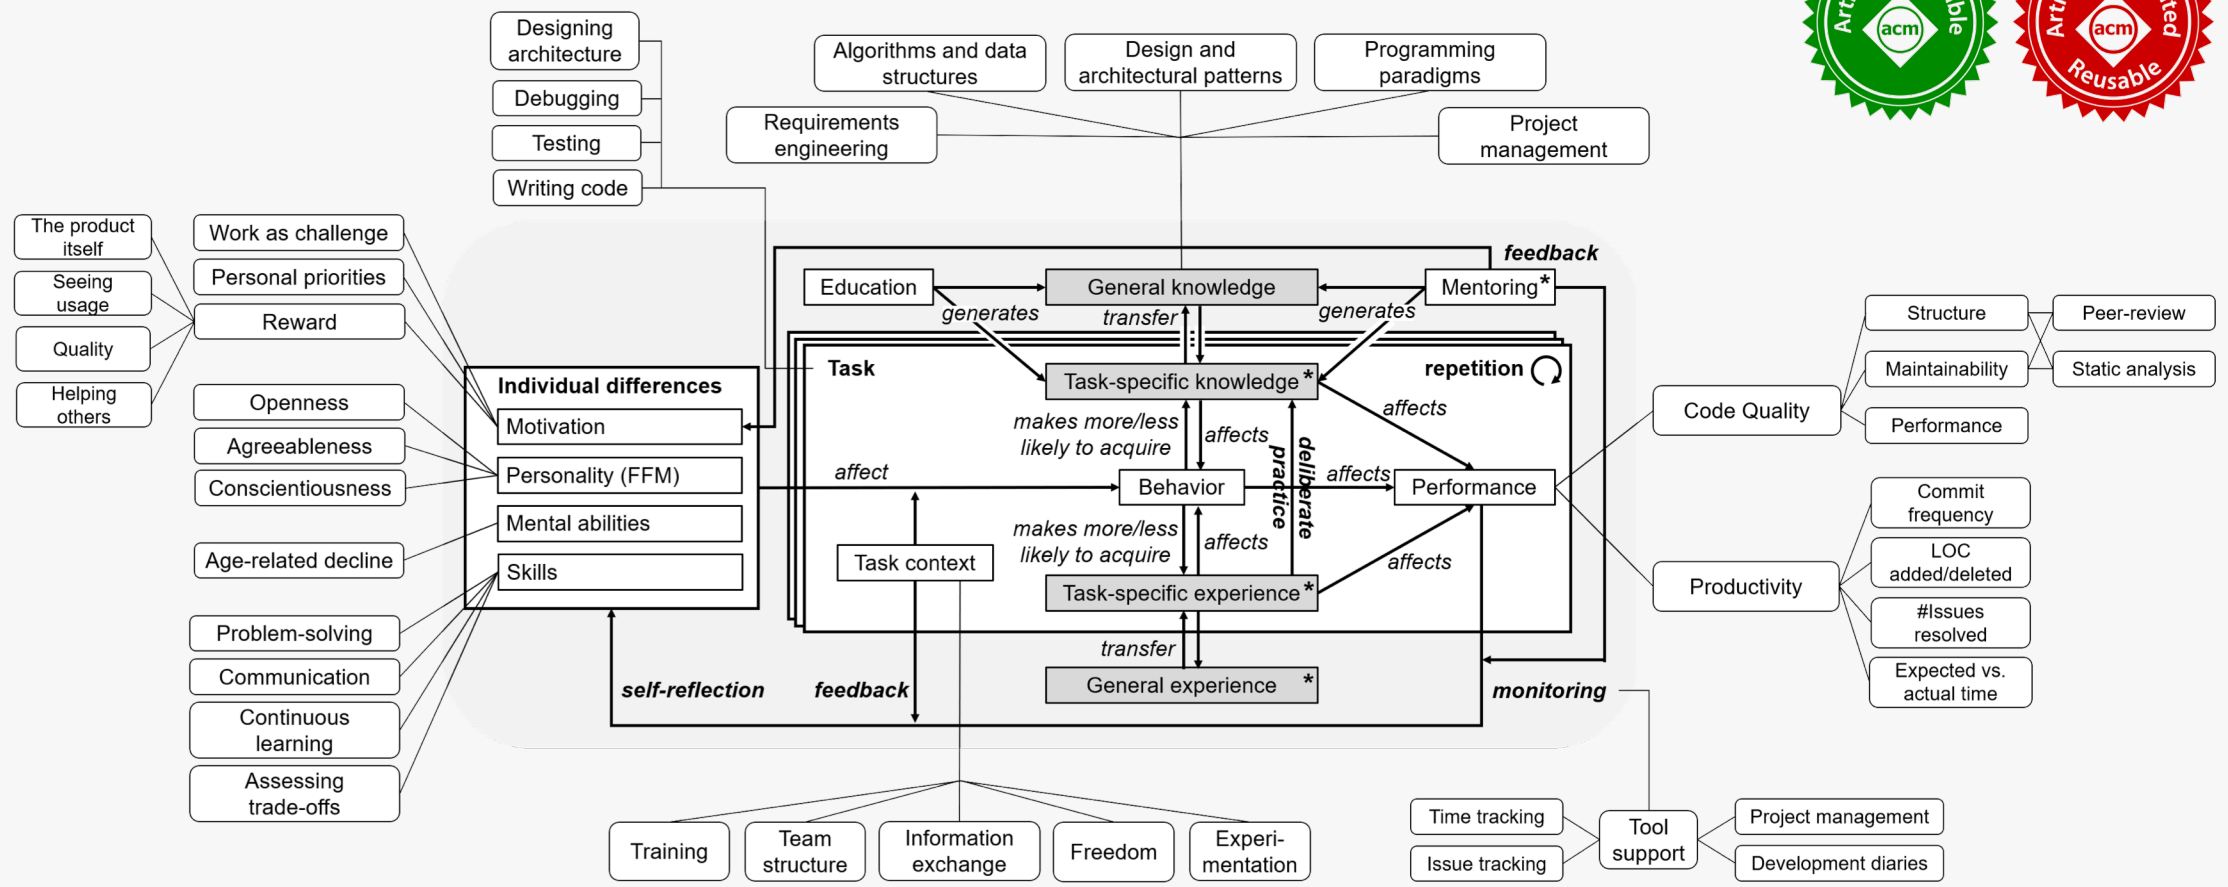 Designing
architecture
Debugging
Testing
Writing code
Algorithms and data
structures
Design and
architectural patterns
Programming
paradigms
Requirements
engineering
Project
management
acm
acm
Reusable
The product
itself
Seeing
usage
Quality
Helping
others
Work as challenge
Personal priorities
Reward
Openness
Agreeableness
Conscientiousness
Age-related decline
Problem-solving
Communication
Continuous
learning
Assessing
trade-offs
Individual differences
Motivation
Personality (FFM)
Mental abilities
Skills
feedback
Education
General knowledge
Mentoring*
generates
transfer
generates
Task
Task-specific knowledge*
repetition
makes more/less
likely to acquire
affects
affects
affect
Behavior
deliberate
practice
affects
Performance
makes more/less
likely to acquire
affects
affects
Task context
Task-specific experience*
transfer
General experience *
self-reflection
feedback
monitoring
Training
Team
structure
Information
exchange
Freedom
Experi-
mentation
Code Quality
Structure
Maintainability
Performance
Peer-review
Static analysis
Productivity
Commit
frequency
LOC
added/deleted
#Issues
resolved
Expected vs.
actual time
Time tracking
Issue tracking
Tool
support
Project management
Development diaries